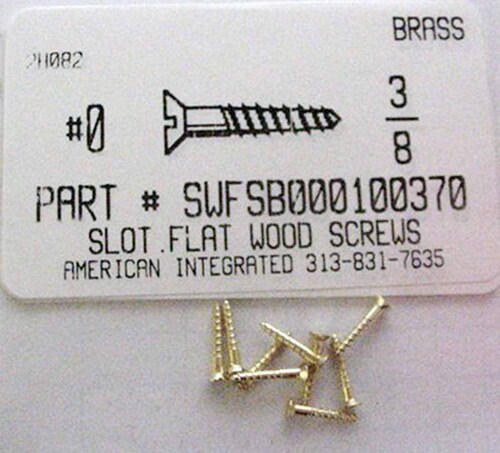 BRASS
2H082
#0 3/8
PART # SWFSB000100370
SLOT.FLAT WOOD SCREWS
AMERICAN INTEGRATED 313-831-7635